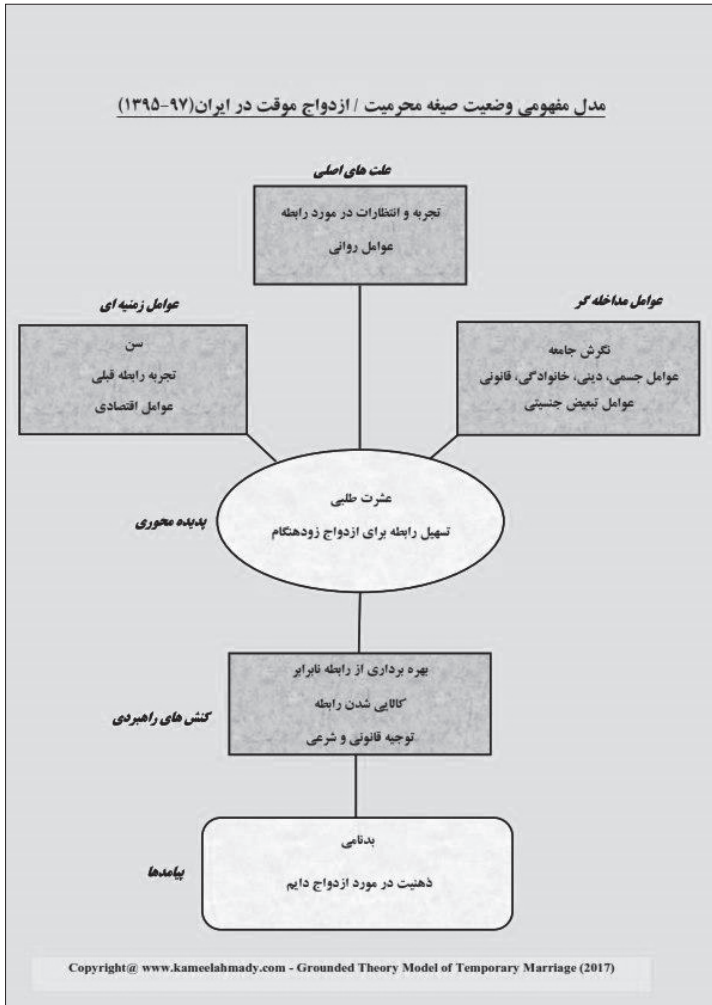 مدل مفهومی وضعیت صیغه محرمیت / ازدواج موقت در ایران(۹۷-۱۳۹۵)
علت های اصلی
تجربه و انتظارات در مورد رابطه
عوامل روانی
عوامل مداخله گر
نگرش جامعه
عوامل جسمی، دینی، خانوادگی، قانونی
عوامل تبعیض جنسیتی
عوامل زمنیه ای
سن
تجربه رابطه قبلی
عوامل اقتصادی
پدیده محوری
عشرت طلبی
تسهیل رابطه برای ازدواج زودهنگام
کنش های راهبردی
بهره برداری از رابطه نابرابر
کالایی شدن رابطه
توجیه قانونی و شرعی
پیامدها
بدنامی
ذهنیت در مورد ازدواج دایم
Copyright@ www.kameelahmady.com - Grounded Theory Model of Temporary Marriage (2017)